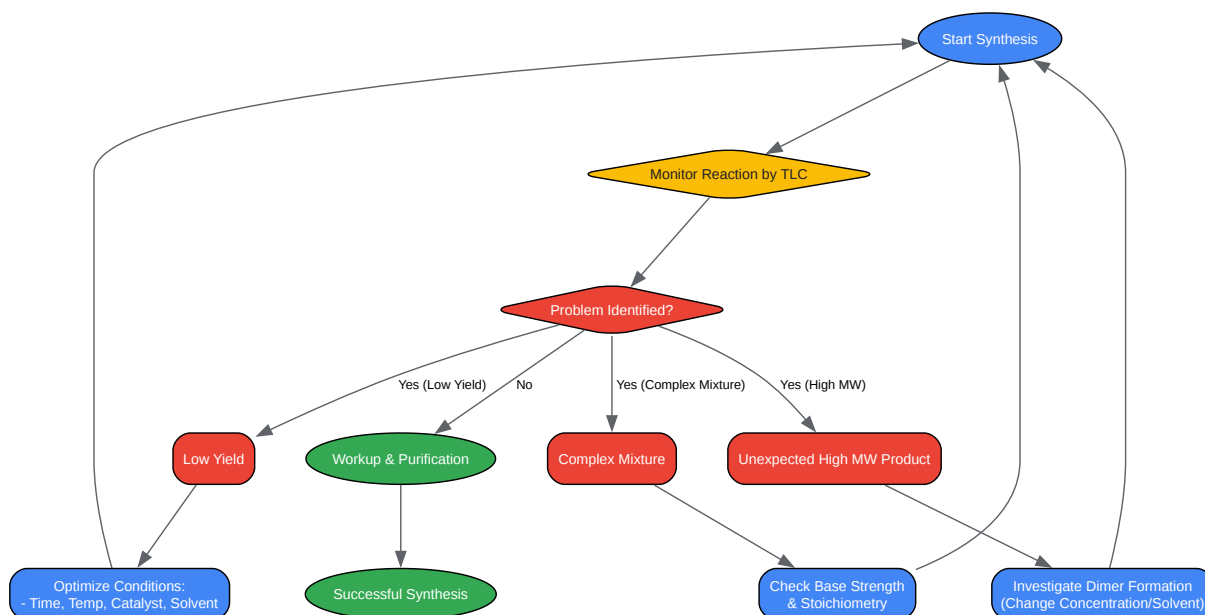 Start Synthesis
Monitor Reaction by TLC
Problem Identified?
Yes (Low Yield)
No
Yes (Complex Mixture)
Yes (High MW)
Low Yield
Workup & Purification
Complex Mixture
Unexpected High MW Product
Optimize Conditions:
- Time, Temp, Catalyst, Solvent
Successful Synthesis
Check Base Strength
& Stoichiometry
Investigate Dimer Formation
(Change Concentration/Solvent)